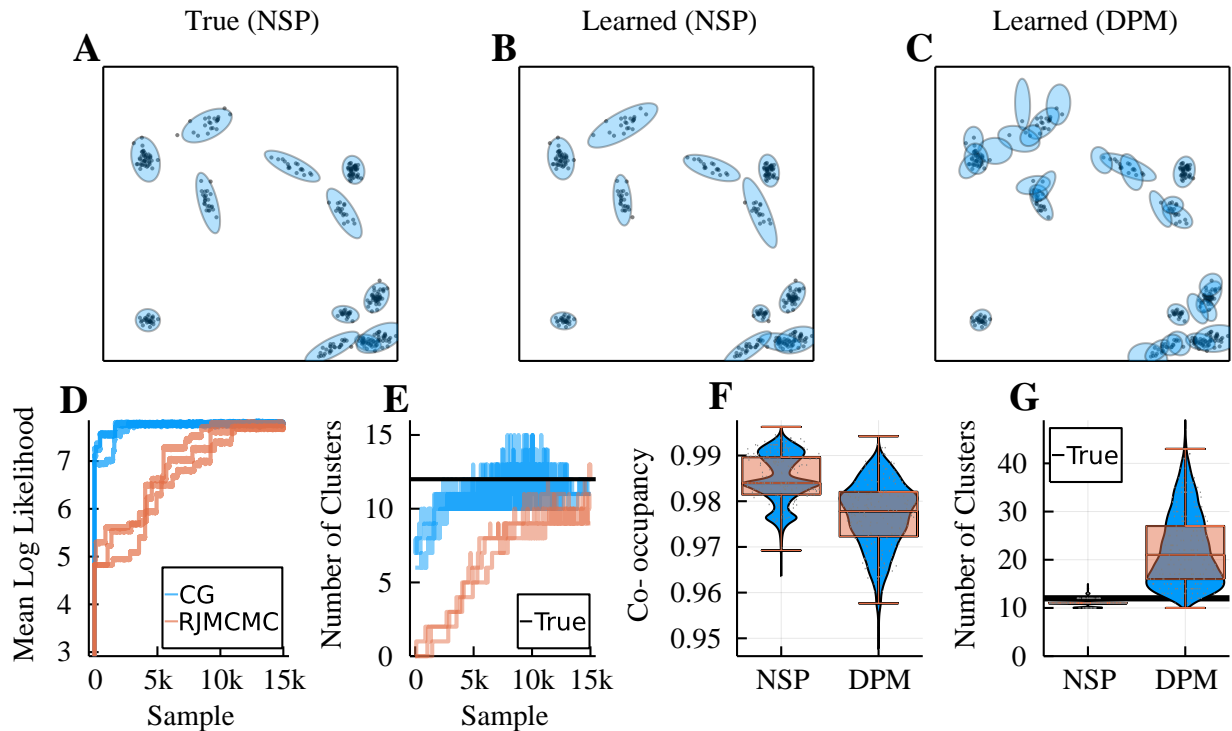 True (NSP)
Learned (NSP)
Learned (DPM)
A
B
C
D
Mean Log Likelihood
7
6
5
4
3
CG
RJMCMC
0
5k
10k
15k
Sample
E
Number of Clusters
15
10
5
0
True
0
5k
10k
15k
Sample
F
Co- occupancy
0.99
0.98
0.97
0.96
0.95
NSP
DPM
G
Number of Clusters
40
30
20
10
0
True
NSP
DPM